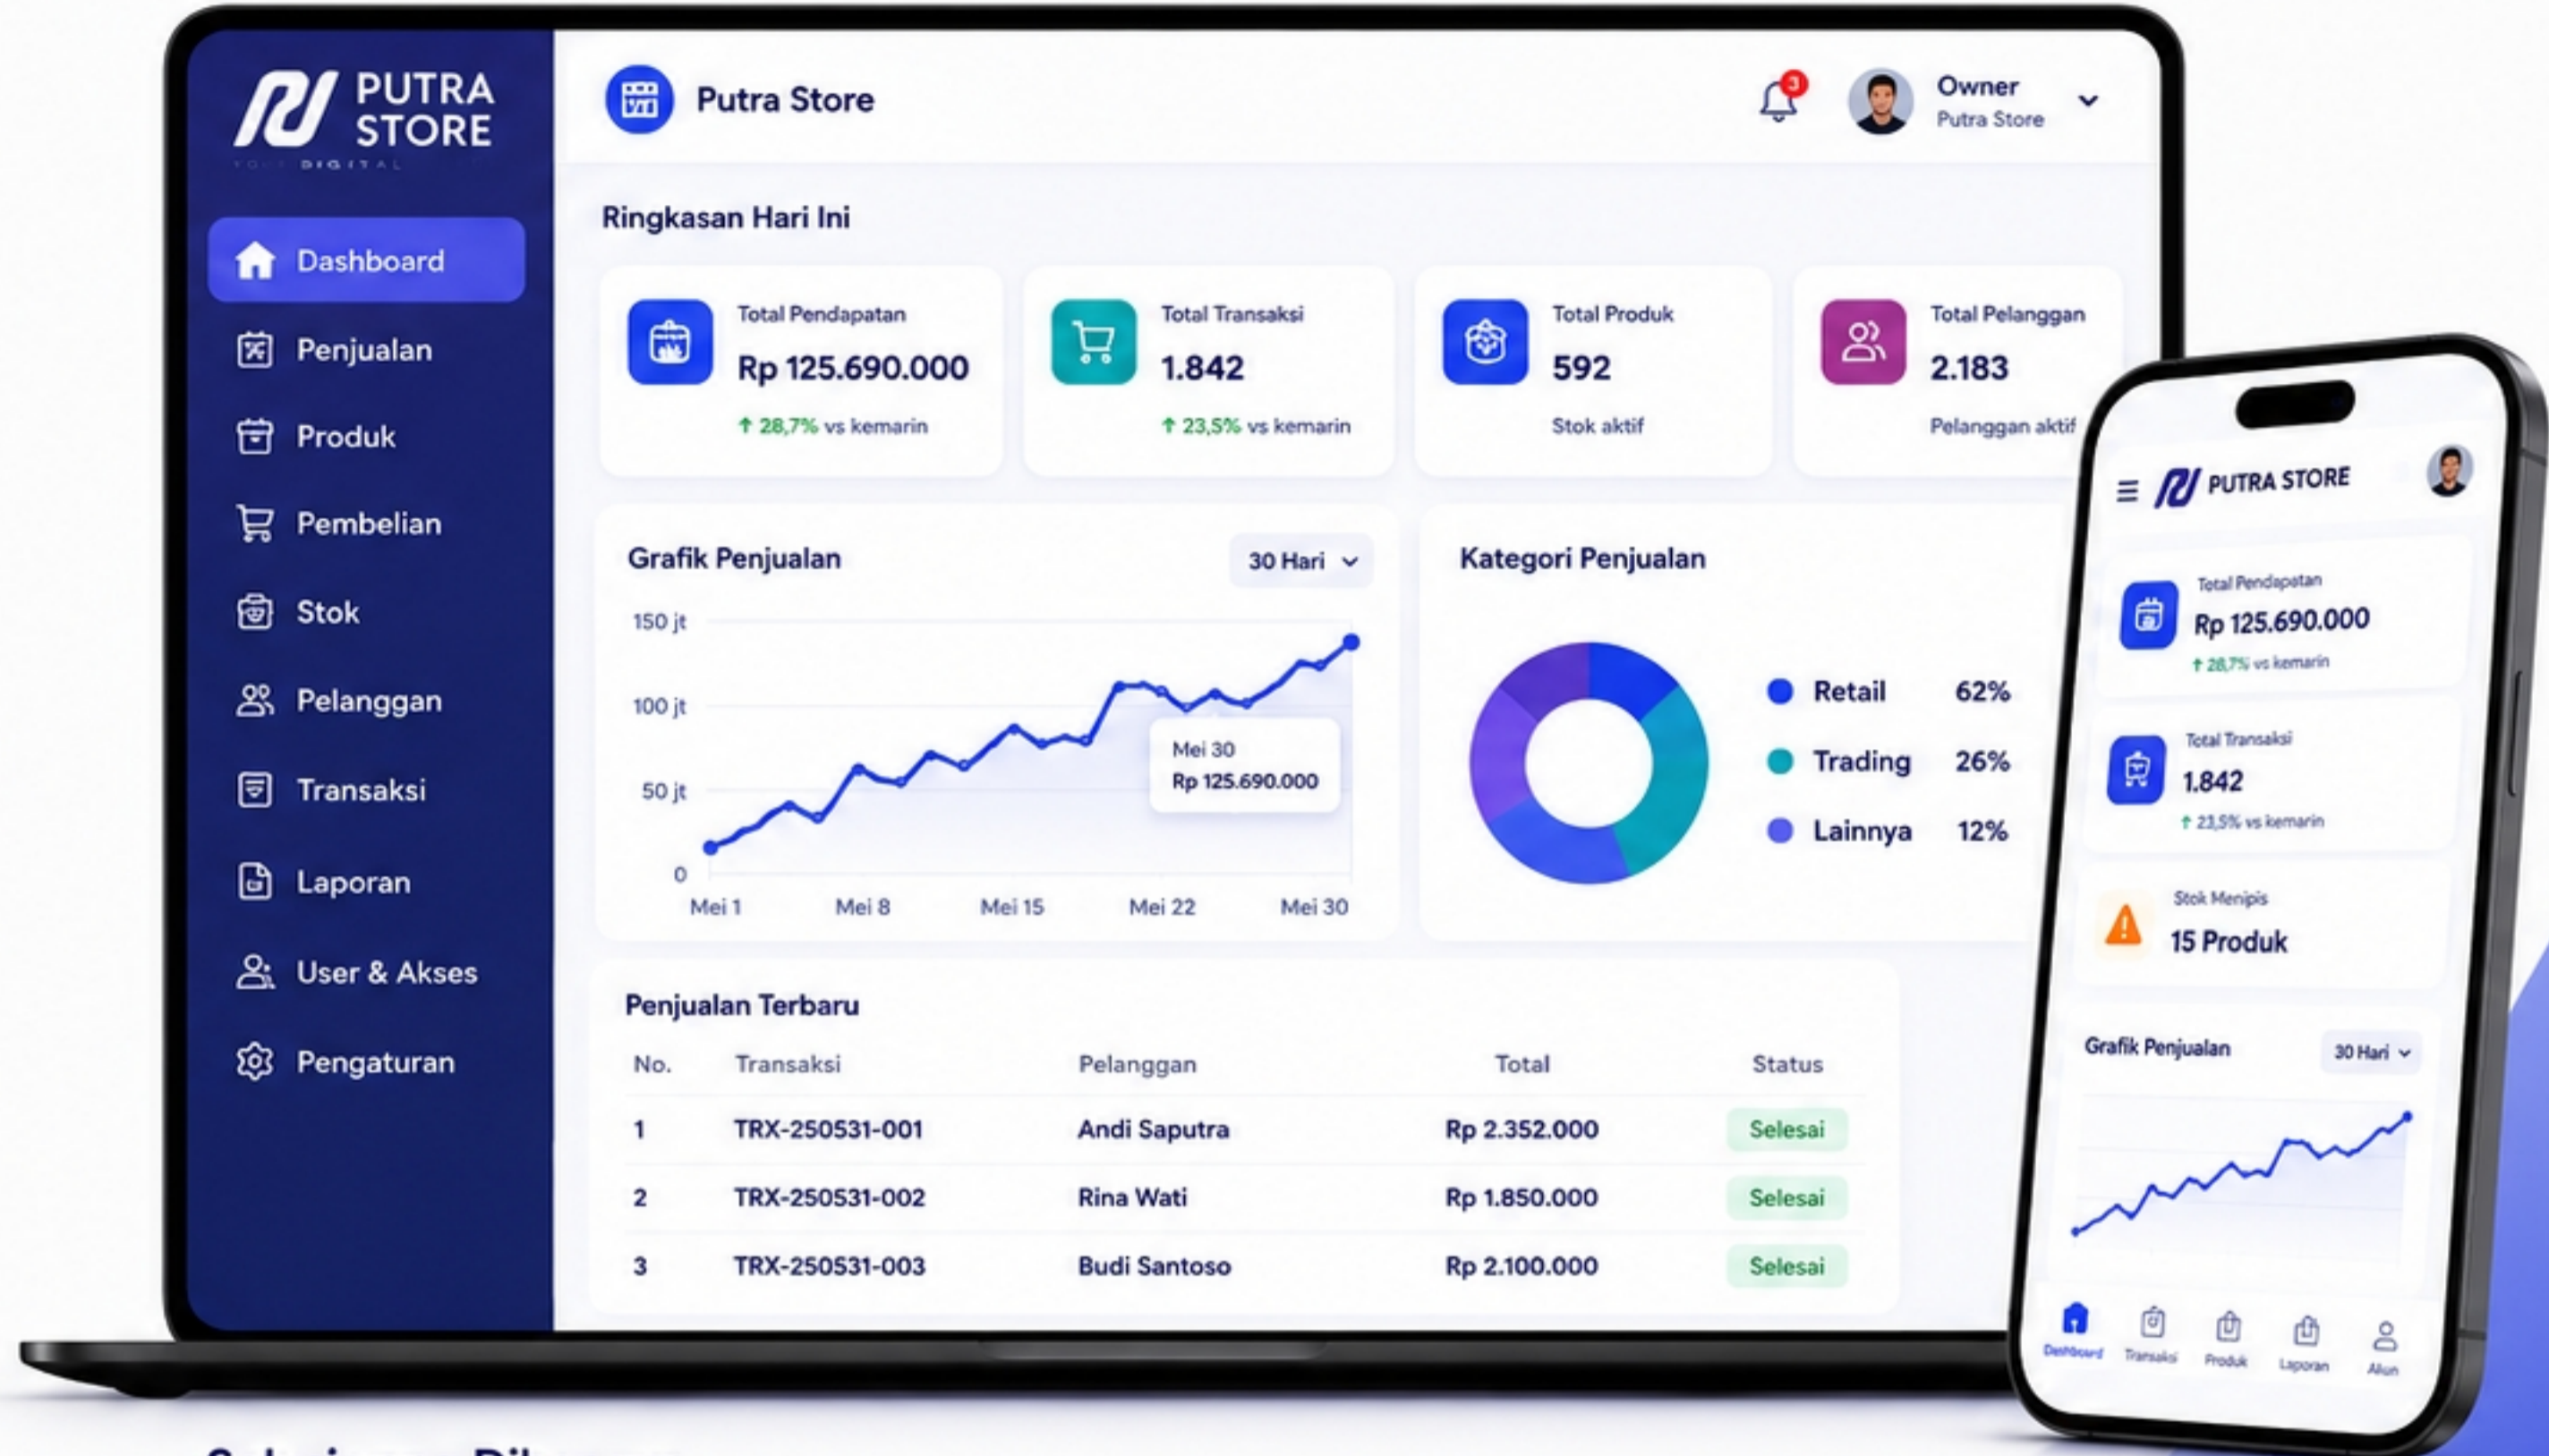 PUTRA
STORE
DIGITAL
Dashboard
Penjualan
Produk
Pembelian
Stok
Pelanggan
Transaksi
Laporan
User & Akses
Pengaturan
Putra Store
3
Owner
Putra Store
Ringkasan Hari Ini
Total Pendapatan
Rp 125.690.000
↑ 28,7% vs kemarin
Total Transaksi
1.842
↑ 23,5% vs kemarin
Total Produk
592
Stok aktif
Total Pelanggan
2.183
Pelanggan aktif
Grafik Penjualan
30 Hari
150 jt
100 jt
50 jt
0
Mei 1
Mei 8
Mei 15
Mei 22
Mei 30
Mei 30
Rp 125.690.000
Kategori Penjualan
Retail 62%
Trading 26%
Lainnya 12%
Penjualan Terbaru
No. Transaksi Pelanggan Total Status
1 TRX-250531-001 Andi Saputra Rp 2.352.000 Selesai
2 TRX-250531-002 Rina Wati Rp 1.850.000 Selesai
3 TRX-250531-003 Budi Santoso Rp 2.100.000 Selesai
PUTRA STORE
Total Pendapatan
Rp 125.690.000
↑ 28,7% vs kemarin
Total Transaksi
1.842
↑ 23,5% vs kemarin
Stok Menipis
15 Produk
Grafik Penjualan
30 Hari
Dashboard
Transaksi
Produk
Laporan
Akun